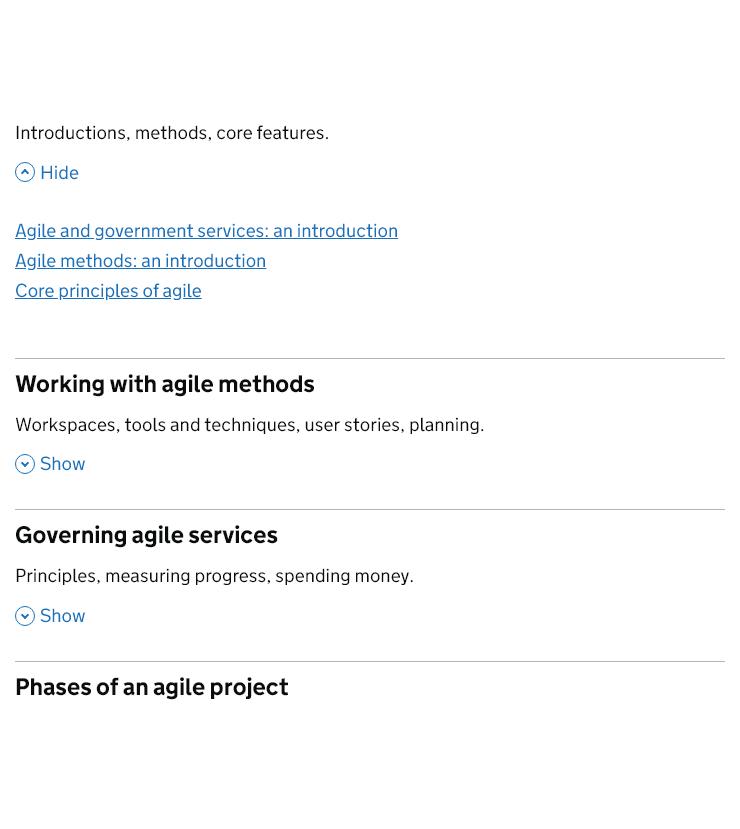 Introductions, methods, core features.
Hide
Agile and government services: an introduction
Agile methods: an introduction
Core principles of agile
Working with agile methods
Workspaces, tools and techniques, user stories, planning.
Show
Governing agile services
Principles, measuring progress, spending money.
Show
Phases of an agile project